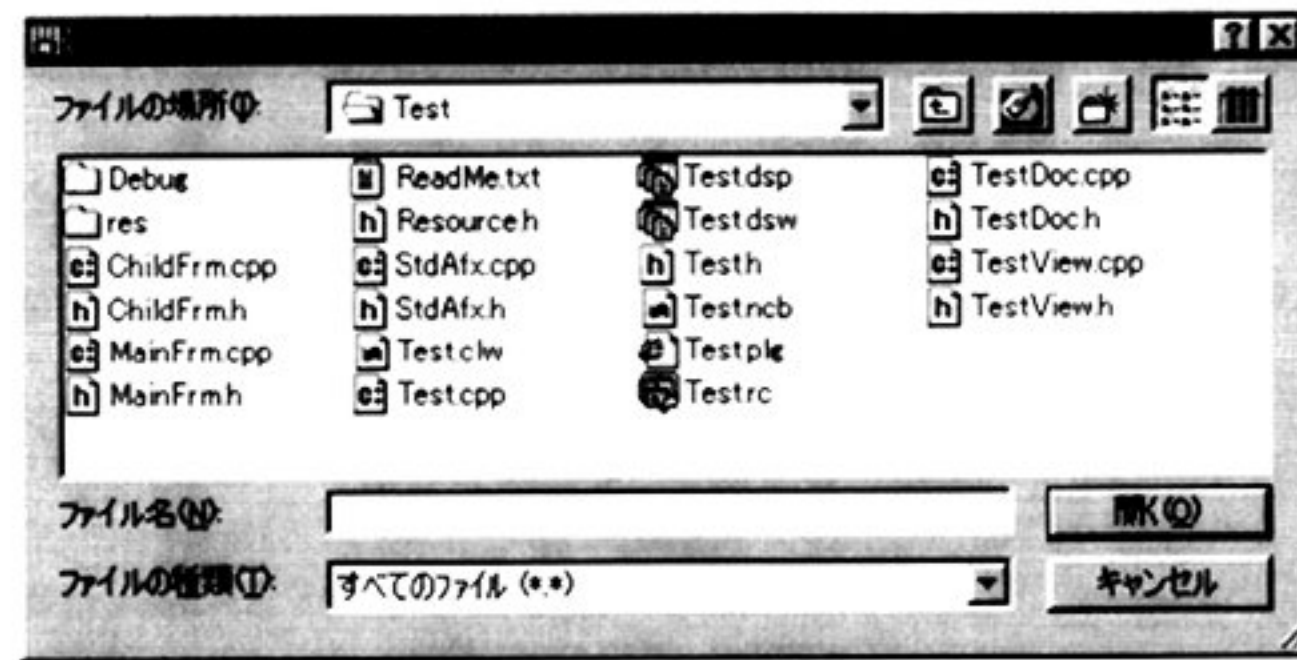 ファイルの場所(I):
Test
Debug
res
ChildFrm.cpp
ChildFrm.h
MainFrm.cpp
MainFrm.h
ReadMe.txt
Resource.h
StdAfx.cpp
StdAfx.h
Test.clw
Test.cpp
Test.dsp
Test.dsw
Test.h
Test.ncb
Test.plg
Test.rc
TestDoc.cpp
TestDoc.h
TestView.cpp
TestView.h
ファイル名(N):
開く(O)
ファイルの種類(T):
すべてのファイル (*.*)
キャンセル